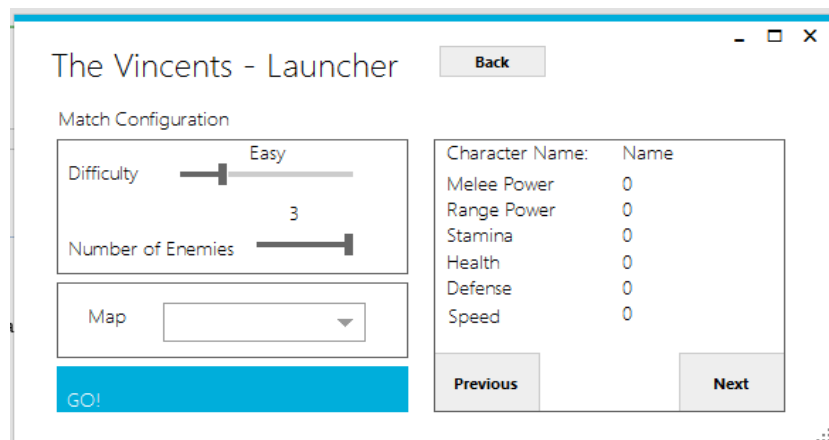 The Vincents - Launcher
Back
Match Configuration
Difficulty
Easy
Number of Enemies
3
Map
GO!
Character Name: Name
Melee Power 0
Range Power 0
Stamina 0
Health 0
Defense 0
Speed 0
Previous
Next